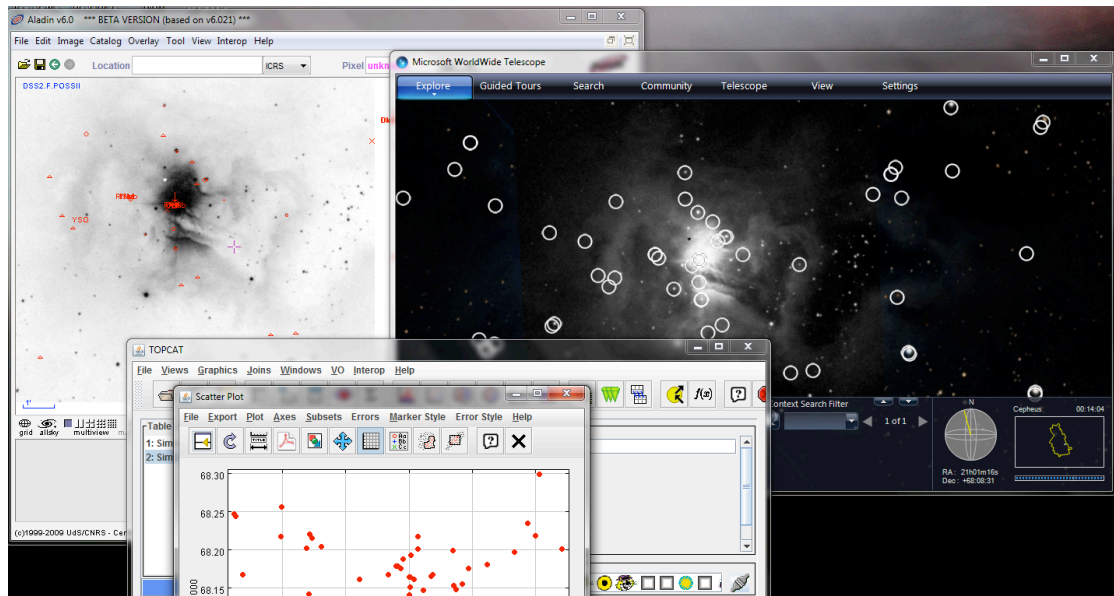 Aladin v6.0 *** BETA VERSION (based on v6.021) ***
File Edit Image Catalog Overlay Tool View Interop Help
Location ICRS Pixel
DSS2.F.POSSII
YSO
1'
grid allsky multiview
(c)1999-2009 UdS/CNRS -
Microsoft WorldWide Telescope
Explore Guided Tours Search Community Telescope View Settings
Context Search Filter
1 of 1
N
Cepheus 00:14:04
RA : 21h01m16s
Dec : +68:08:31
TOPCAT
File Views Graphics Joins Windows VO Interop Help
f(x)
Table
1: Sim
2: Sim
Scatter Plot
File Export Plot Axes Subsets Errors Marker Style Error Style Help
68.30
68.25
68.20
68.15